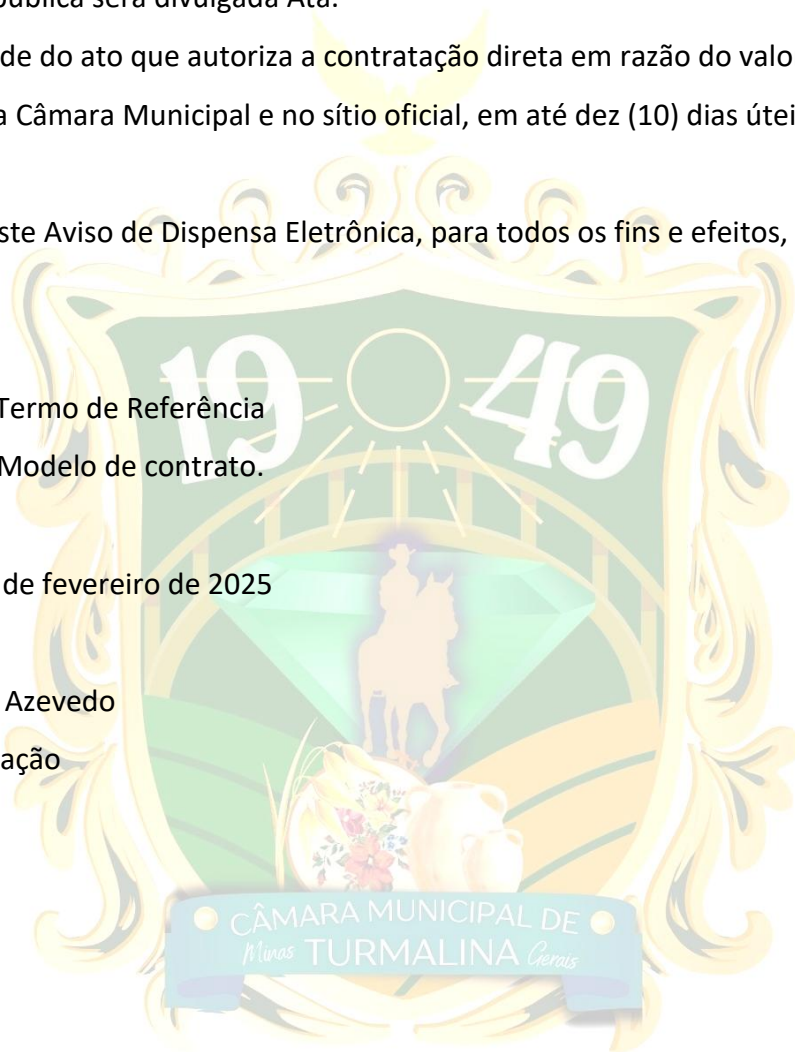 pública será divulgada Ata.
de do ato que autoriza a contratação direta em razão do valo
a Câmara Municipal e no sítio oficial, em até dez (10) dias útei
ste Aviso de Dispensa Eletrônica, para todos os fins e efeitos,
19 49
Termo de Referência
Modelo de contrato.
de fevereiro de 2025
Azevedo
ação
CÂMARA MUNICIPAL DE
Minas TURMALINA Gerais